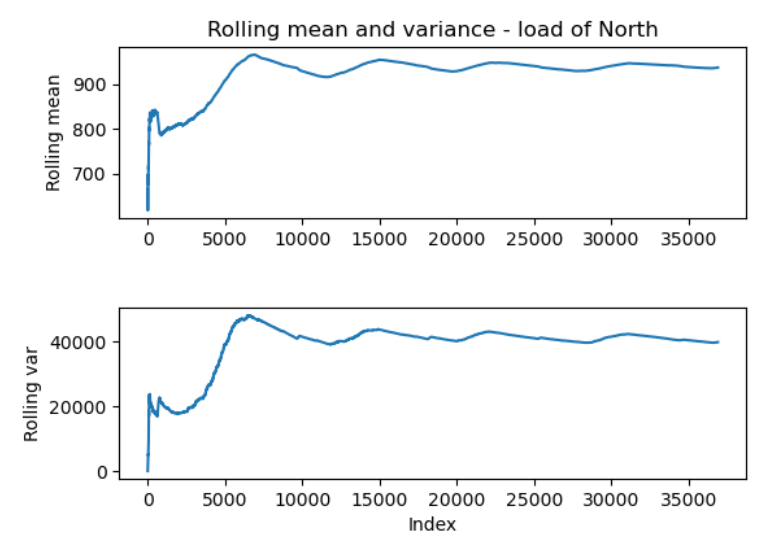 Rolling mean and variance - load of North
Rolling mean
900
800
700
0 5000 10000 15000 20000 25000 30000 35000
Rolling var
40000
20000
0
0 5000 10000 15000 20000 25000 30000 35000
Index